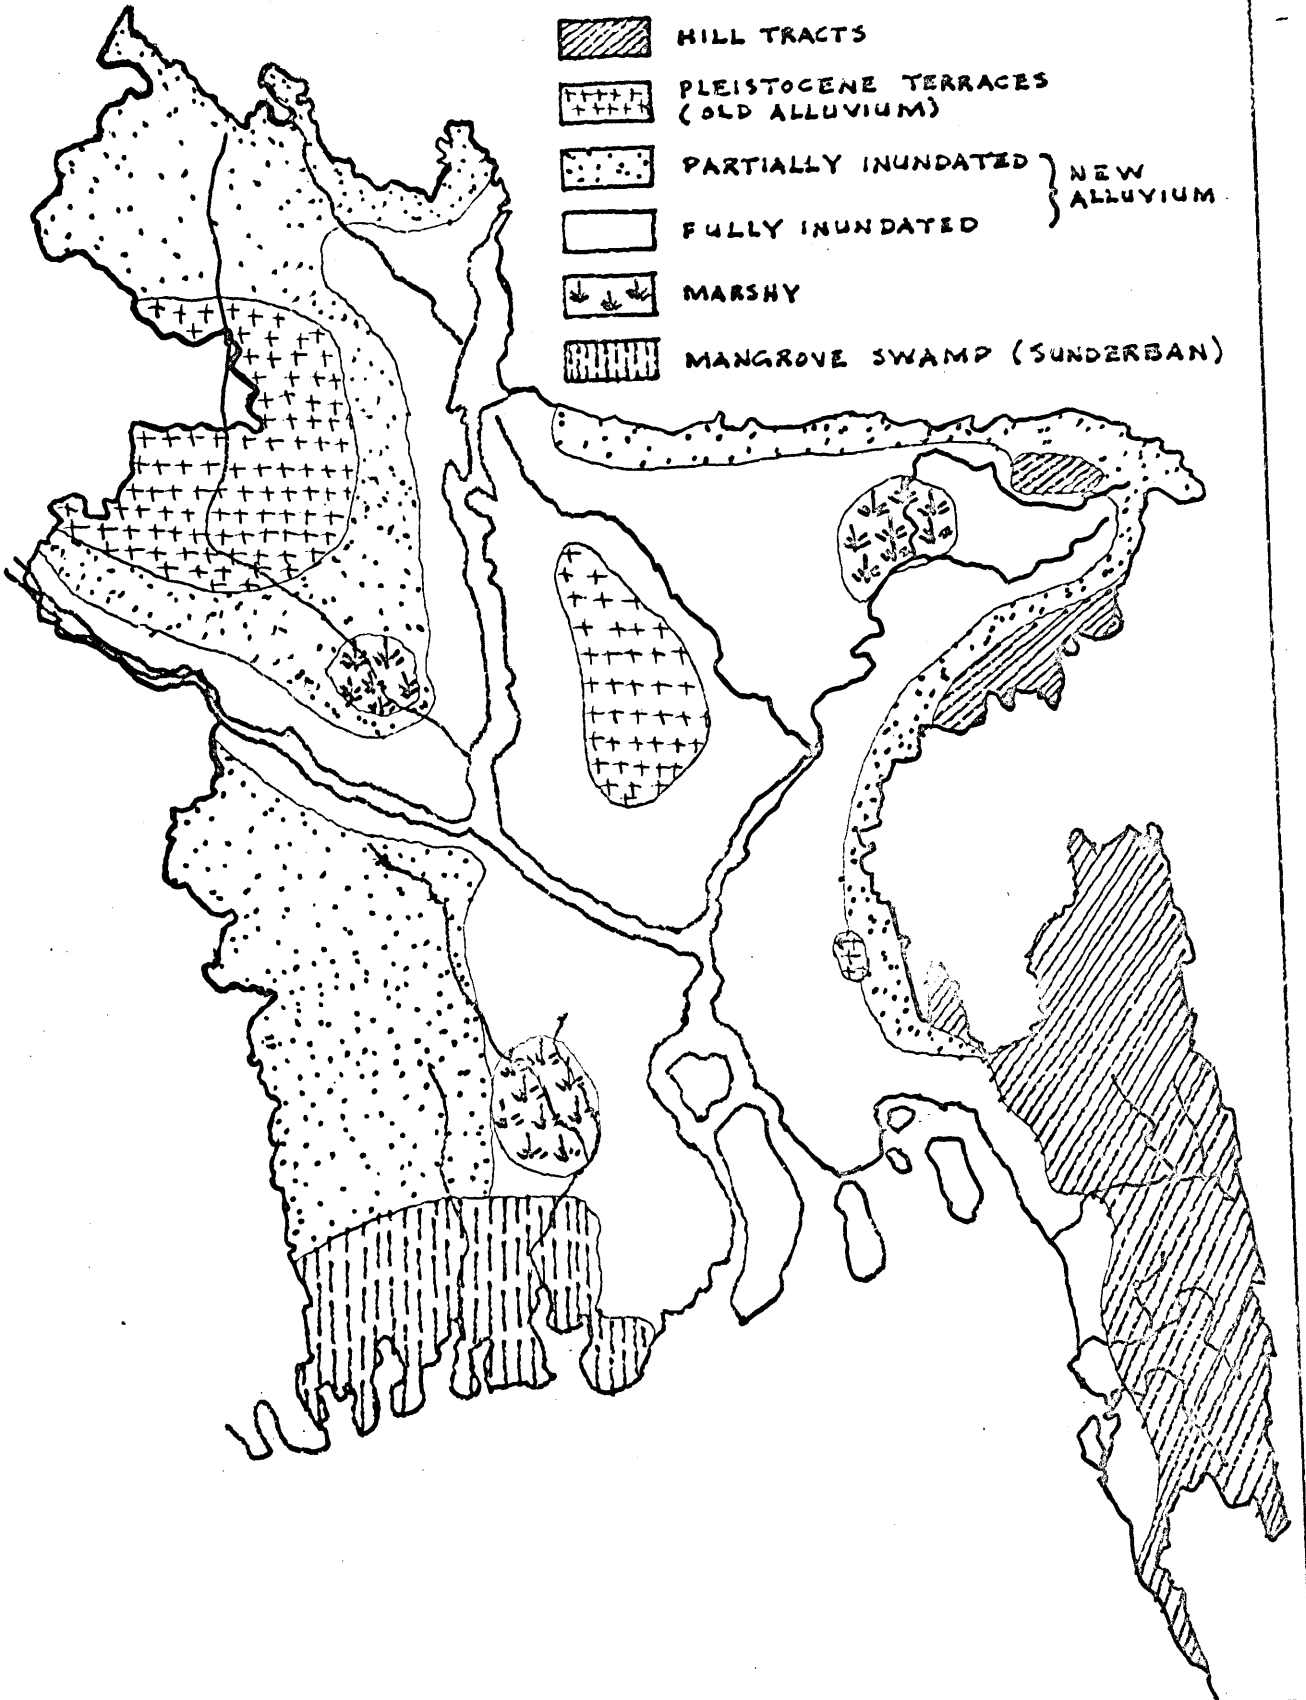 HILL TRACTS
PLEISTOCENE TERRACES
(OLD ALLUVIUM)
PARTIALLY INUNDATED
NEW
ALLUVIUM
FULLY INUNDATED
MARSHY
MANGROVE SWAMP (SUNDERBAN)